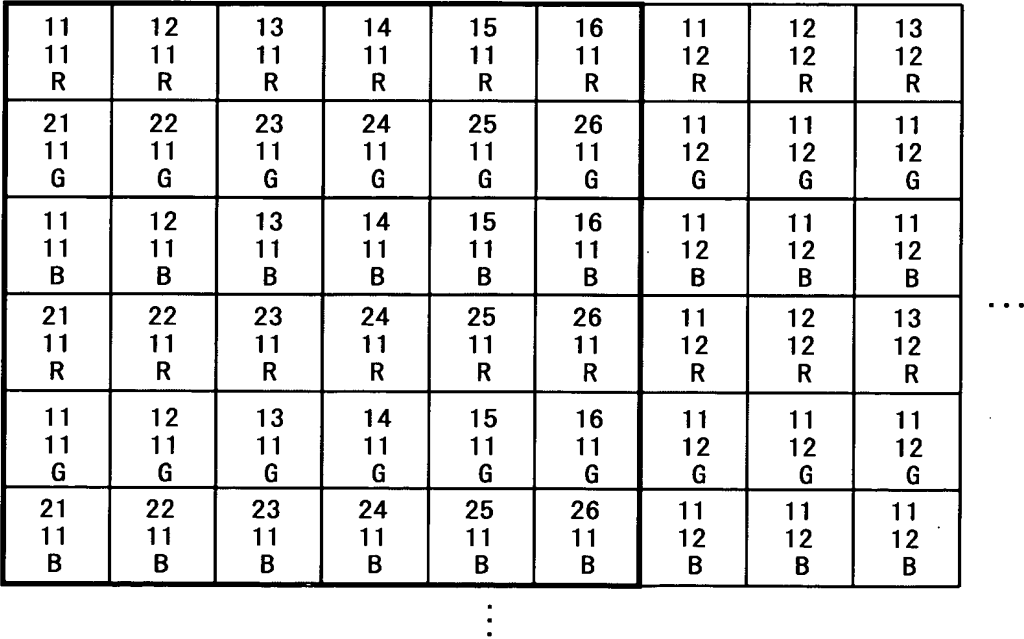 11 12 13 14 15 16 11 12 13
11 11 11 11 11 11 12 12 12
R R R R R R R R R
21 22 23 24 25 26 11 11 11
11 11 11 11 11 11 12 12 12
G G G G G G G G G
11 12 13 14 15 16 11 11 11
11 11 11 11 11 11 12 12 12
B B B B B B B B B
21 22 23 24 25 26 11 12 13
11 11 11 11 11 11 12 12 12
R R R R R R R R R
11 12 13 14 15 16 11 11 11
11 11 11 11 11 11 12 12 12
G G G G G G G G G
21 22 23 24 25 26 11 11 11
11 11 11 11 11 11 12 12 12
B B B B B B B B B